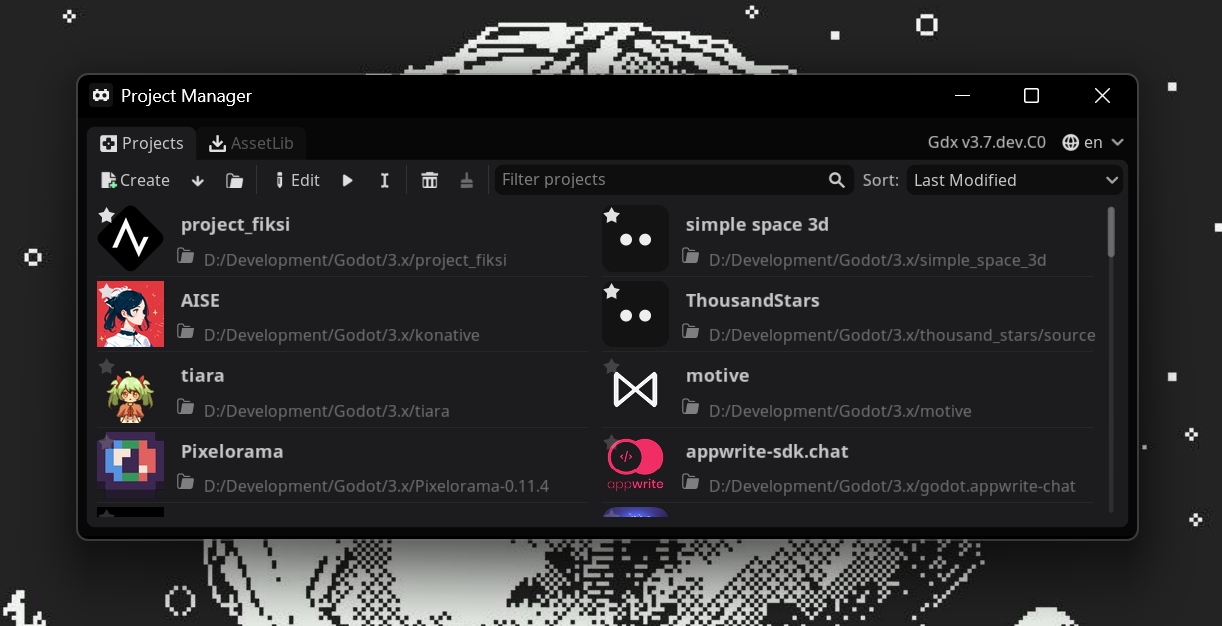 Project Manager
Projects AssetLib Gdx v3.7.dev.C0 en
Create Edit Filter projects Sort: Last Modified
project_fiksi
D:/Development/Godot/3.x/project_fiksi
simple space 3d
D:/Development/Godot/3.x/simple_space_3d
AISE
D:/Development/Godot/3.x/konative
ThousandStars
D:/Development/Godot/3.x/thousand_stars/source
tiara
D:/Development/Godot/3.x/tiara
motive
D:/Development/Godot/3.x/motive
Pixelorama
D:/Development/Godot/3.x/Pixelorama-0.11.4
appwrite
appwrite-sdk.chat
D:/Development/Godot/3.x/godot.appwrite-chat